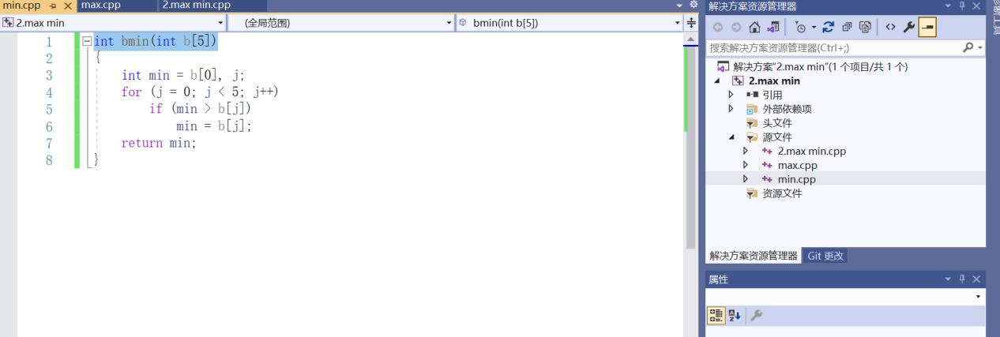 min.cpp max.cpp 2.max min.cpp
2.max min (全局范围) bmin(int b[5])
1 int bmin(int b[5])
2 {
3 int min = b[0], j;
4 for (j = 0; j < 5; j++)
5 if (min > b[j])
6 min = b[j];
7 return min;
8 }
解决方案资源管理器
搜索解决方案资源管理器(Ctrl+;)
解决方案"2.max min"(1 个项目/共 1 个)
2.max min
引用
外部依赖项
头文件
源文件
2.max min.cpp
max.cpp
min.cpp
资源文件
解决方案资源管理器 Git 更改
属性